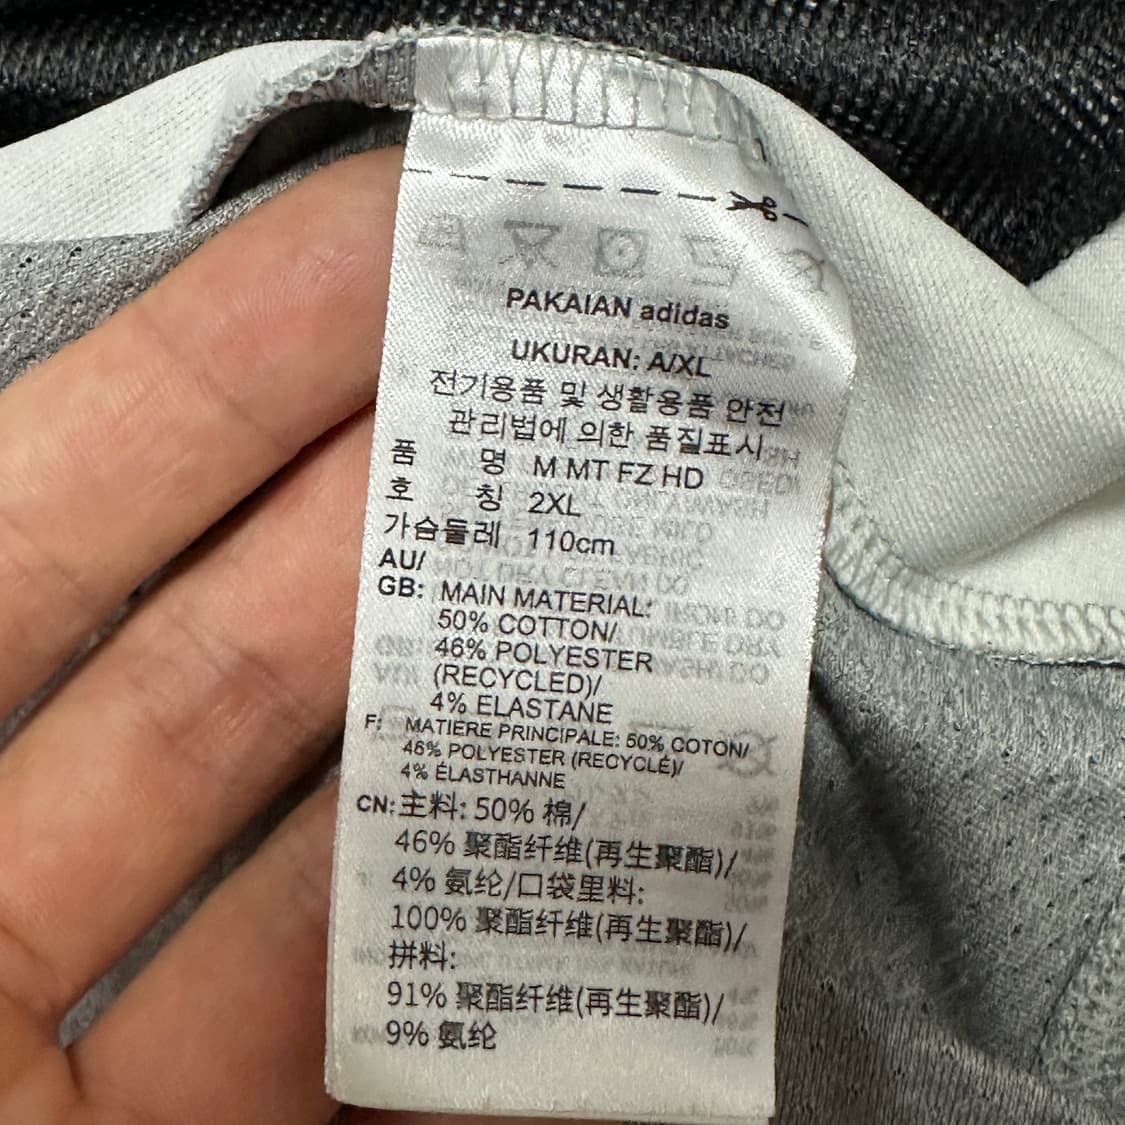 PAKAIAN adidas
UKURAN: A/XL
전기용품 및 생활용품 안전
관리법에 의한 품질표시
품 명 M MT FZ HD
호 칭 2XL
가슴둘레 110cm
AU/
GB: MAIN MATERIAL:
50% COTTON/
46% POLYESTER
(RECYCLED)/
4% ELASTANE
F: MATIERE PRINCIPALE: 50% COTON/
46% POLYESTER (RECYCLÉ)/
4% ÉLASTHANNE
CN: 主料: 50% 棉/
46% 聚酯纤维(再生聚酯)/
4% 氨纶/口袋里料:
100% 聚酯纤维(再生聚酯)/
拼料:
91% 聚酯纤维(再生聚酯)/
9% 氨纶